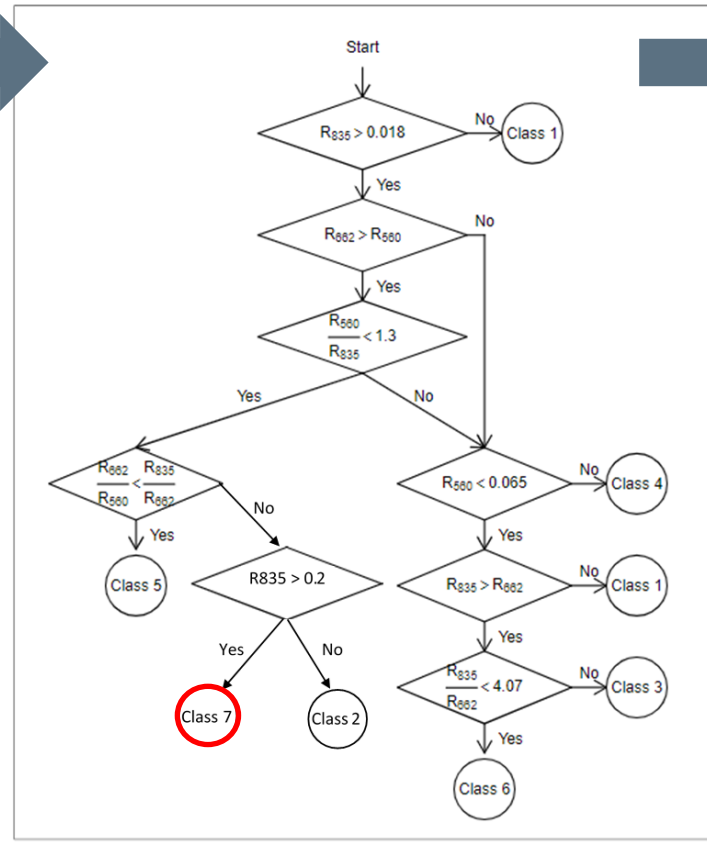 Start
R835 > 0.018
No
Class 1
Yes
R662 > R560
No
Yes
R560
R835
< 1.3
Yes
No
R662
R560
<
R835
R662
No
Yes
Class 5
R835 > 0.2
Yes
No
Class 7
Class 2
R560 < 0.065
No
Class 4
Yes
R835 > R662
No
Class 1
Yes
R835
R662
< 4.07
No
Class 3
Yes
Class 6